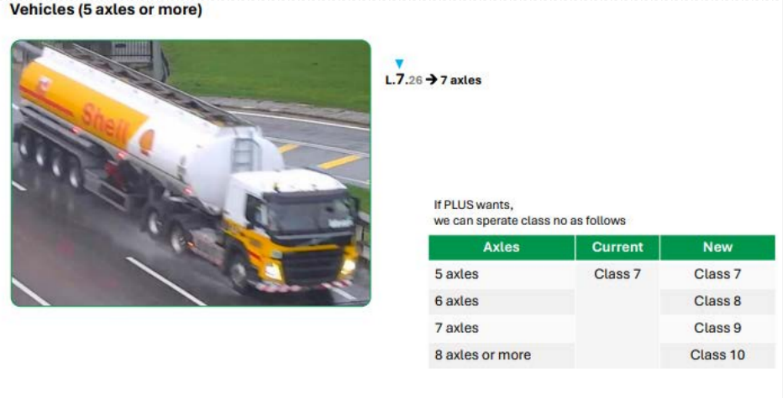 Vehicles (5 axles or more)
Shell
L.7.26 → 7 axles
If PLUS wants,
we can sperate class no as follows
Axles Current New
5 axles Class 7 Class 7
6 axles Class 8
7 axles Class 9
8 axles or more Class 10